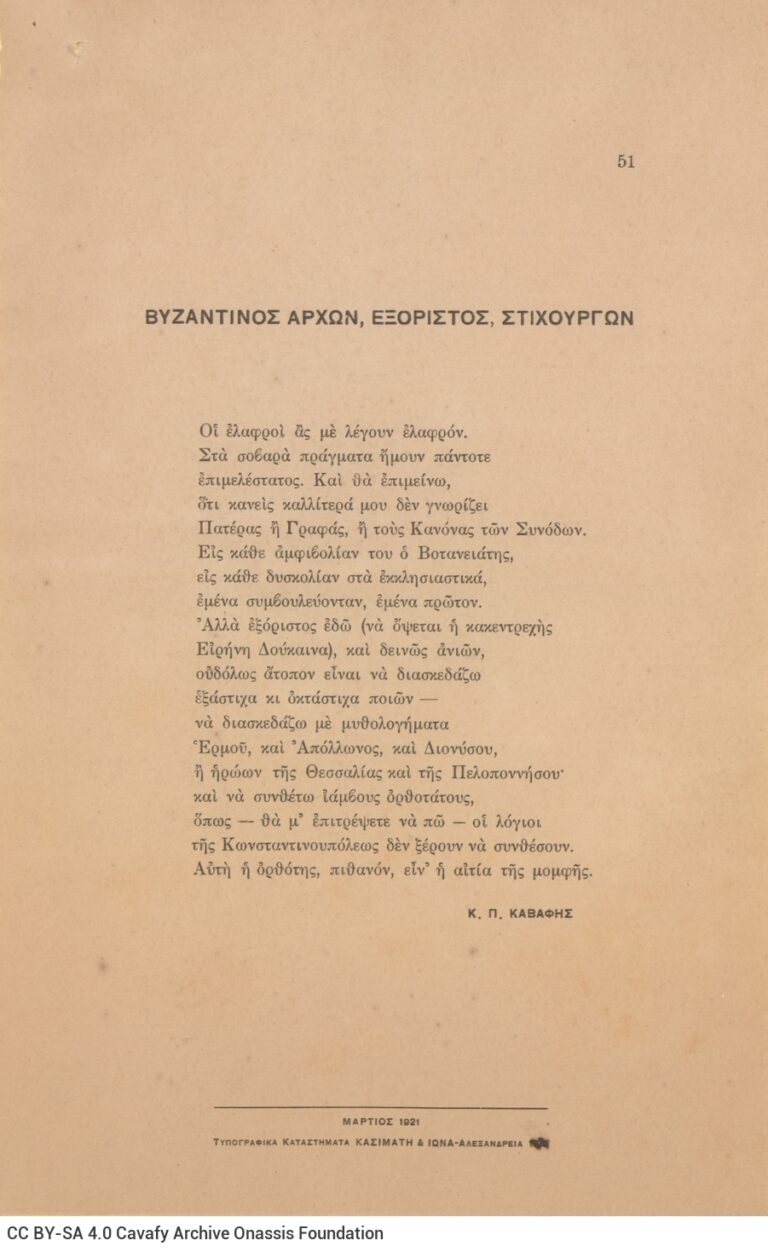 51
ΒΥΖΑΝΤΙΝΟΣ ΑΡΧΩΝ, ΕΞΟΡΙΣΤΟΣ, ΣΤΙΧΟΥΡΓΩΝ
Οἱ ἐλαφροὶ ἂς μὲ λέγουν ἐλαφρόν.
Στὰ σοβαρὰ πράγματα ἤμουν πάντοτε
ἐπιμελέστατος. Καὶ θὰ ἐπιμείνω,
ὅτι κανεὶς καλλίτερά μου δὲν γνωρίζει
Πατέρας ἢ Γραφάς, ἢ τοὺς Κανόνας τῶν Συνόδων.
Εἰς κάθε ἀμφιβολίαν του ὁ Βοτανειάτης,
εἰς κάθε δυσκολίαν στὰ ἐκκλησιαστικά,
ἐμένα συμβουλεύονταν, ἐμένα πρῶτον.
Ἀλλὰ ἐξόριστος ἐδῶ (νὰ ὄψεται ἡ κακεντρεχὴς
Εἰρήνη Δούκαινα), καὶ δεινῶς ἀνιῶν,
οὐδόλως ἄτοπον εἶναι νὰ διασκεδάζω
ἑξάστιχα κι ὀκτάστιχα ποιῶν —
νὰ διασκεδάζω μὲ μυθολογήματα
Ἑρμοῦ, καὶ Ἀπόλλωνος, καὶ Διονύσου,
ἢ ἡρώων τῆς Θεσσαλίας καὶ τῆς Πελοποννήσου·
καὶ νὰ συνθέτω ἰάμβους ὀρθοτάτους,
ὅπως — θὰ μ' ἐπιτρέψετε νὰ πῶ — οἱ λόγιοι
τῆς Κωνσταντινουπόλεως δὲν ξέρουν νὰ συνθέσουν.
Αὐτὴ ἡ ὀρθότης, πιθανόν, εἶν' ἡ αἰτία τῆς μομφῆς.
Κ. Π. ΚΑΒΑΦΗΣ
ΜΑΡΤΙΟΣ 1921
ΤΥΠΟΓΡΑΦΙΚΑ ΚΑΤΑΣΤΗΜΑΤΑ ΚΑΣΙΜΑΤΗ & ΙΩΝΑ-ΑΛΕΞΑΝΔΡΕΙΑ
CC BY-SA 4.0 Cavafy Archive Onassis Foundation